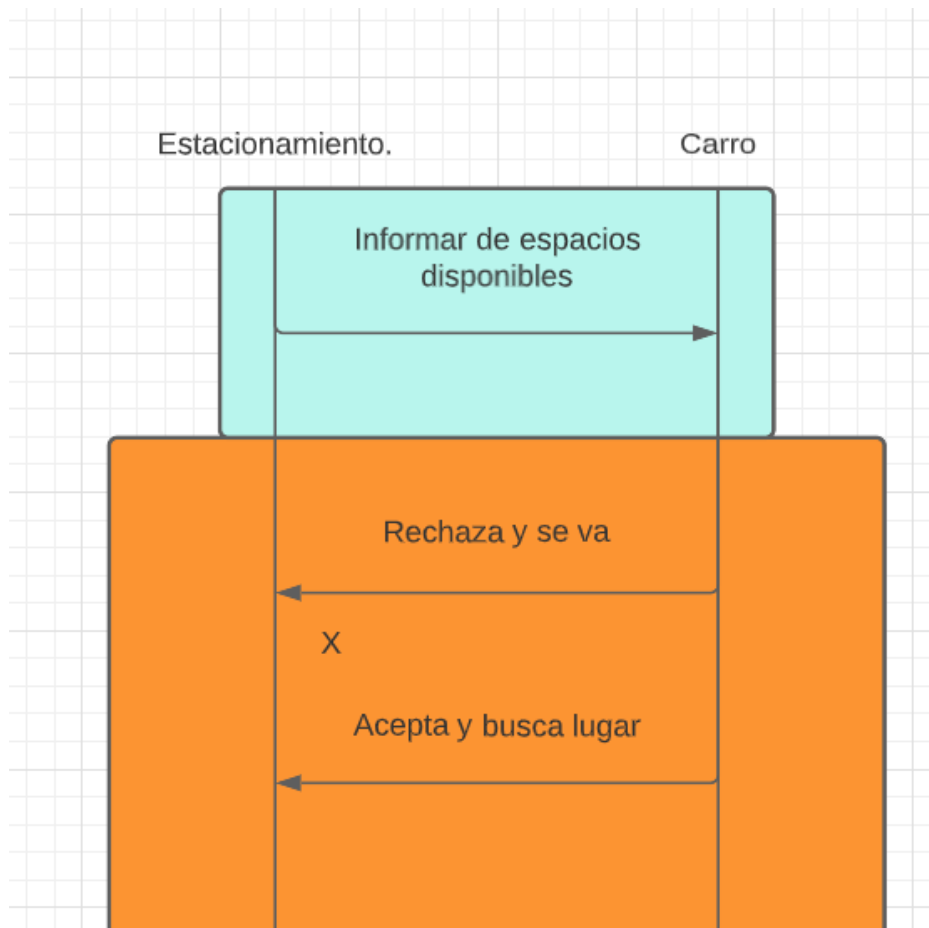 Estacionamiento.
Carro
Informar de espacios
disponibles
Rechaza y se va
X
Acepta y busca lugar